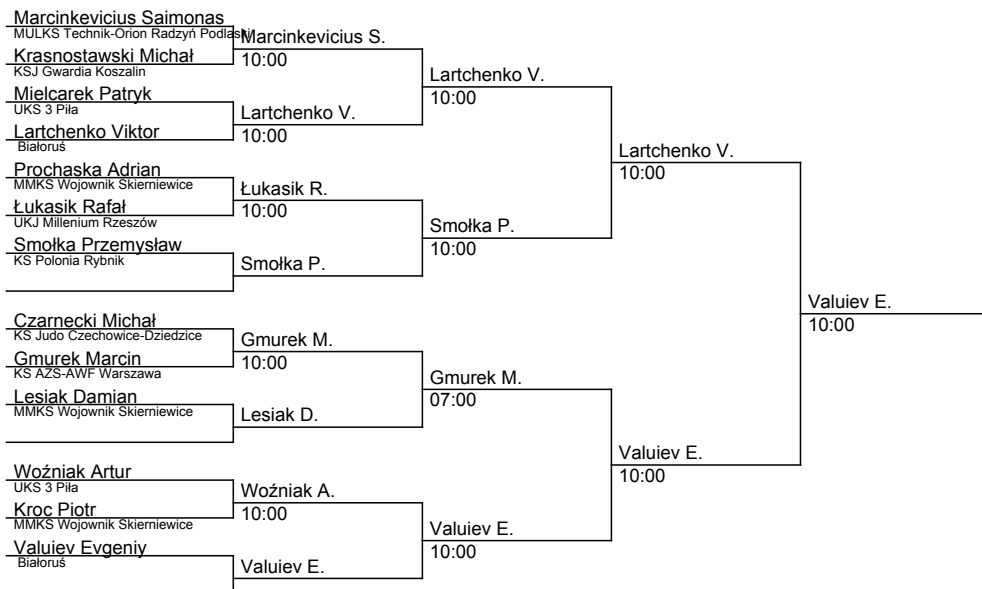 Marcinkevicius Saimonas
MULKS Technik-Orion Radzyń Podlaski
Marcinkevicius S.
10:00
Krasnostawski Michał
KSJ Gwardia Koszalin
Lartchenko V.
10:00
Mielcarek Patryk
UKS 3 Piła
Lartchenko V.
10:00
Lartchenko Viktor
Białoruś
Lartchenko V.
10:00
Prochaska Adrian
MMKS Wojownik Skierniewice
Łukasik R.
10:00
Łukasik Rafał
UKJ Millenium Rzeszów
Smołka P.
10:00
Smołka Przemysław
KS Polonia Rybnik
Smołka P.
Valuiev E.
10:00
Czarnecki Michał
KS Judo Czechowice-Dziedzice
Gmurek M.
10:00
Gmurek Marcin
KS AZS-AWF Warszawa
Gmurek M.
07:00
Lesiak Damian
MMKS Wojownik Skierniewice
Lesiak D.
Valuiev E.
10:00
Woźniak Artur
UKS 3 Piła
Woźniak A.
10:00
Kroc Piotr
MMKS Wojownik Skierniewice
Valuiev E.
10:00
Valuiev Evgeniy
Białoruś
Valuiev E.